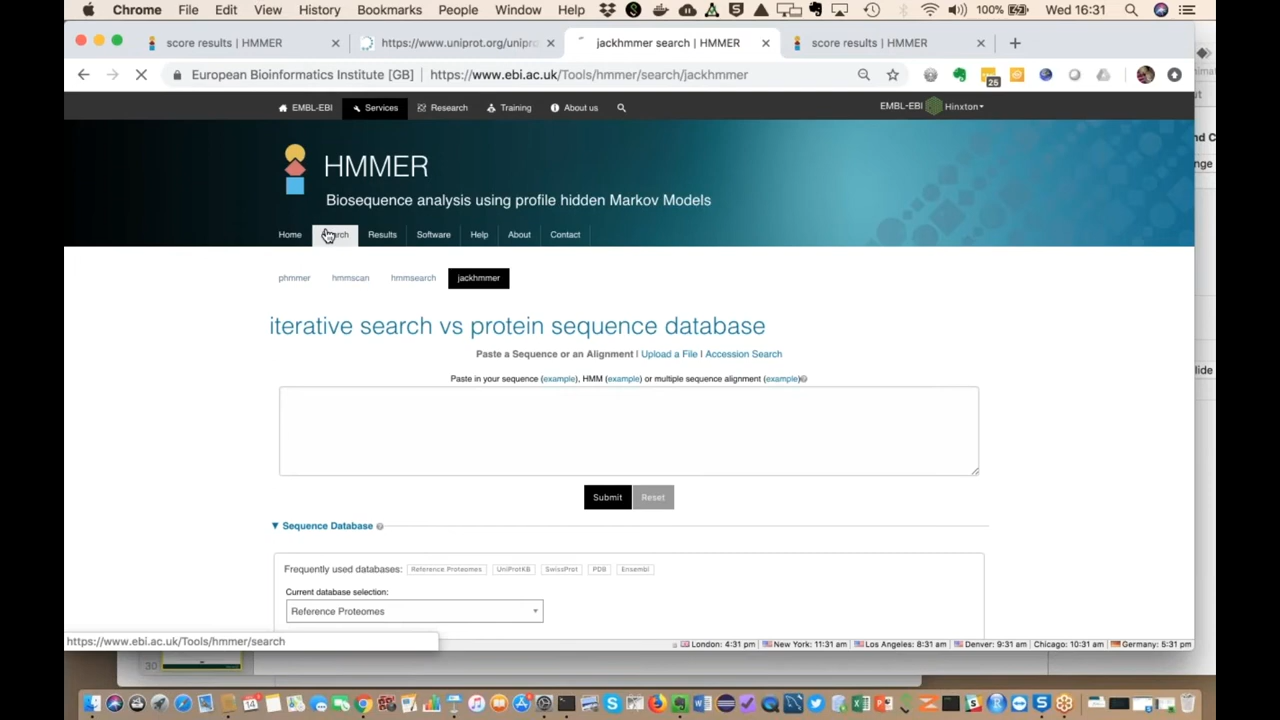 Chrome File Edit View History Bookmarks People Window Help 100% Wed 16:31
score results | HMMER https://www.uniprot.org/unipro jackhmmer search | HMMER score results | HMMER
European Bioinformatics Institute [GB] https://www.ebi.ac.uk/Tools/hmmer/search/jackhmmer 25
EMBL-EBI Services Research Training About us EMBL-EBI Hinxton
HMMER
Biosequence analysis using profile hidden Markov Models
Home Results Software Help About Contact
phmmer hmmscan hmmsearch jackhmmer
iterative search vs protein sequence database
Paste a Sequence or an Alignment | Upload a File | Accession Search
Paste in your sequence (example), HMM (example) or multiple sequence alignment (example)
Submit Reset
Sequence Database
Frequently used databases: Reference Proteomes UniProtKB SwissProt PDB Ensembl
Current database selection:
Reference Proteomes
https://www.ebi.ac.uk/Tools/hmmer/search
London: 4:31 pm New York: 11:31 am Los Angeles: 8:31 am Denver: 9:31 am Chicago: 10:31 am Germany: 5:31 pm
30